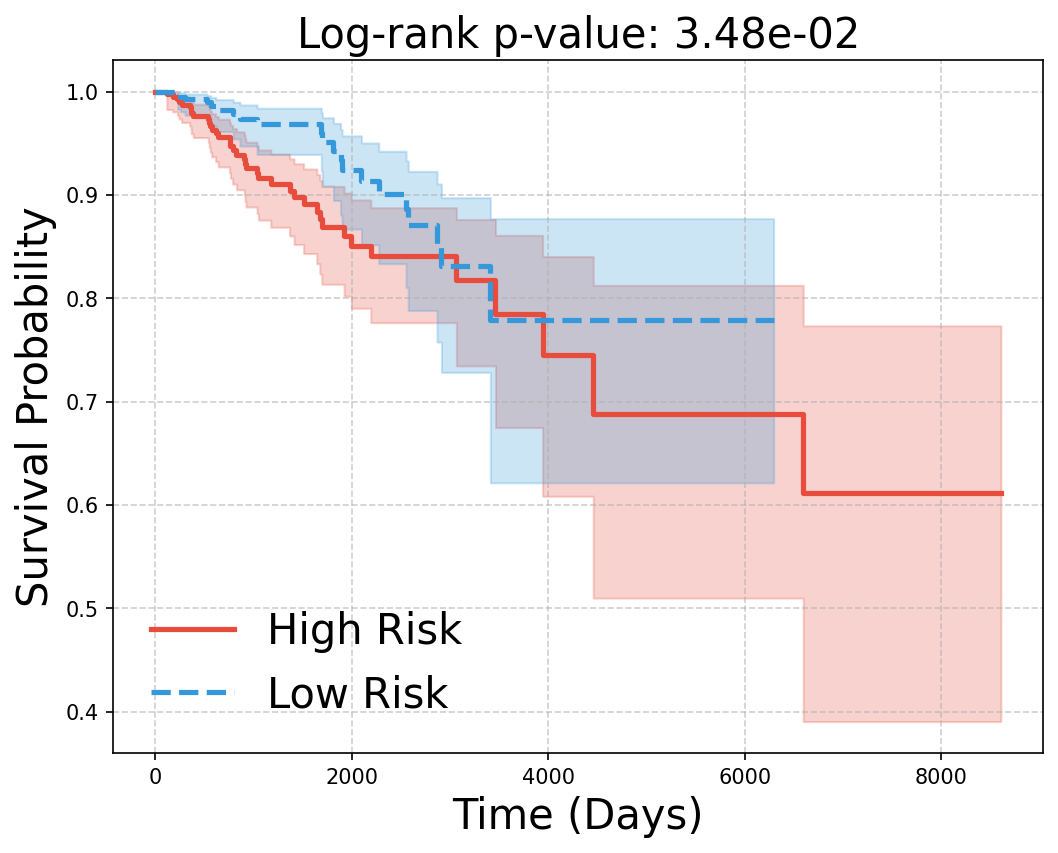 Log-rank p-value: 3.48e-02
Survival Probability
1.0
0.9
0.8
0.7
0.6
0.5
0.4
High Risk
Low Risk
0 2000 4000 6000 8000
Time (Days)